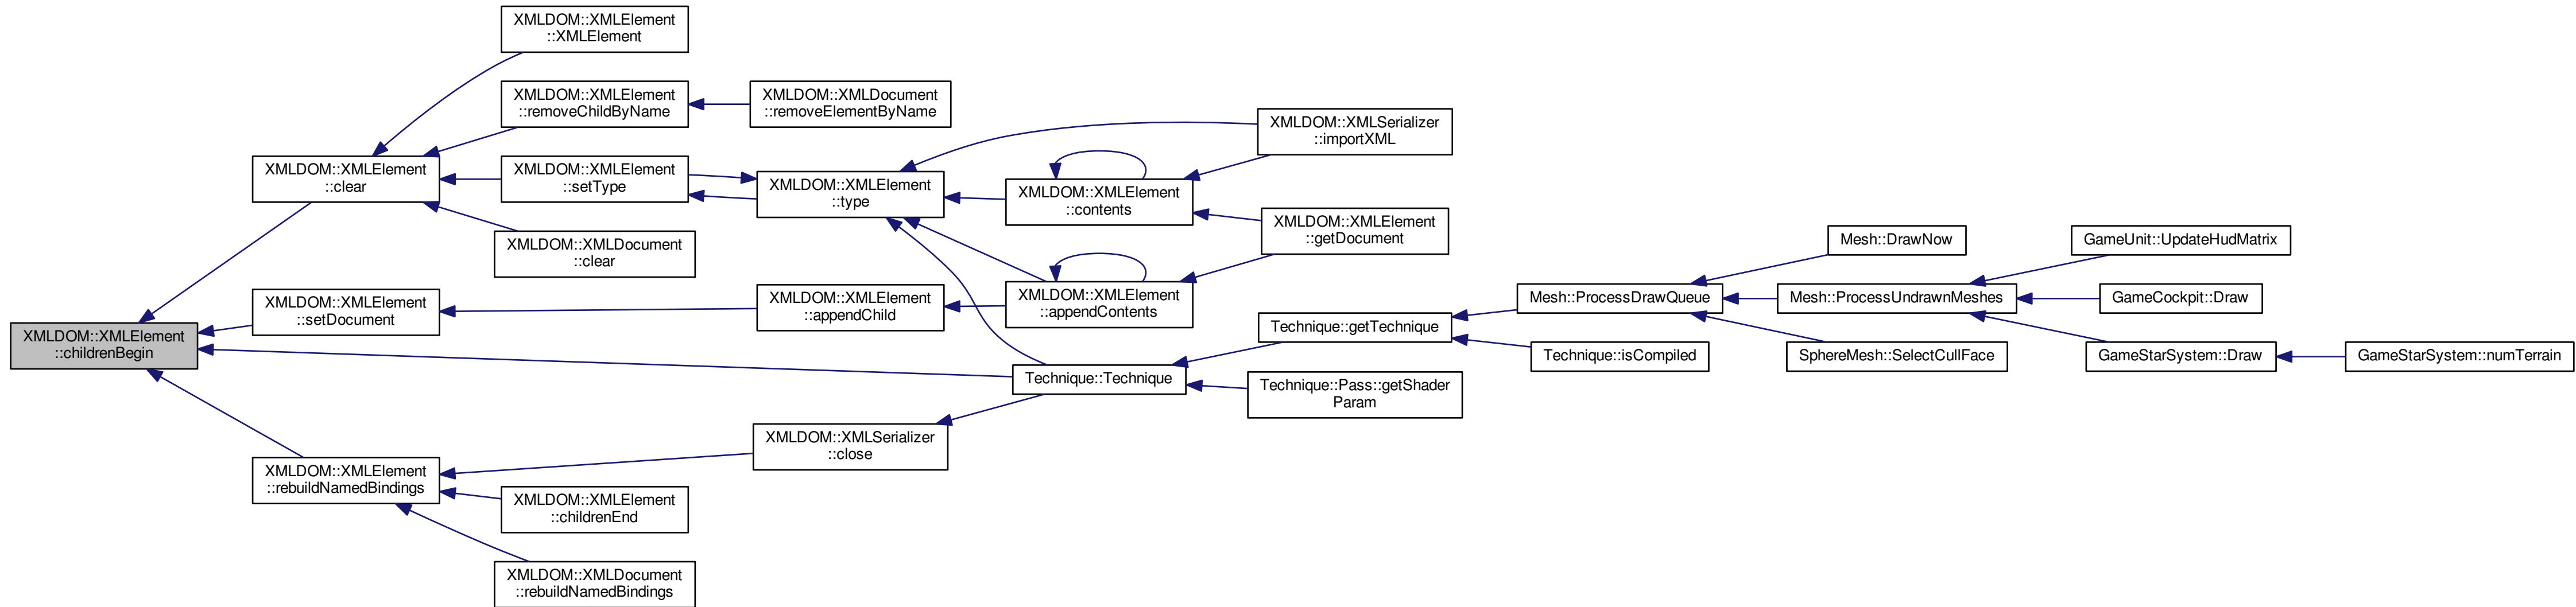 XMLDOM::XMLElement
::childrenBegin
XMLDOM::XMLElement
::clear
XMLDOM::XMLElement
::setDocument
XMLDOM::XMLElement
::rebuildNamedBindings
XMLDOM::XMLElement
::XMLElement
XMLDOM::XMLElement
::removeChildByName
XMLDOM::XMLElement
::setType
XMLDOM::XMLDocument
::clear
XMLDOM::XMLElement
::childrenEnd
XMLDOM::XMLDocument
::rebuildNamedBindings
XMLDOM::XMLDocument
::removeElementByName
XMLDOM::XMLElement
::type
XMLDOM::XMLElement
::appendChild
XMLDOM::XMLSerializer
::close
XMLDOM::XMLElement
::contents
XMLDOM::XMLElement
::appendContents
Technique::Technique
XMLDOM::XMLSerializer
::importXML
XMLDOM::XMLElement
::getDocument
Technique::getTechnique
Technique::Pass::getShader
Param
Mesh::ProcessDrawQueue
Technique::isCompiled
Mesh::DrawNow
Mesh::ProcessUndrawnMeshes
SphereMesh::SelectCullFace
GameUnit::UpdateHudMatrix
GameCockpit::Draw
GameStarSystem::Draw
GameStarSystem::numTerrain